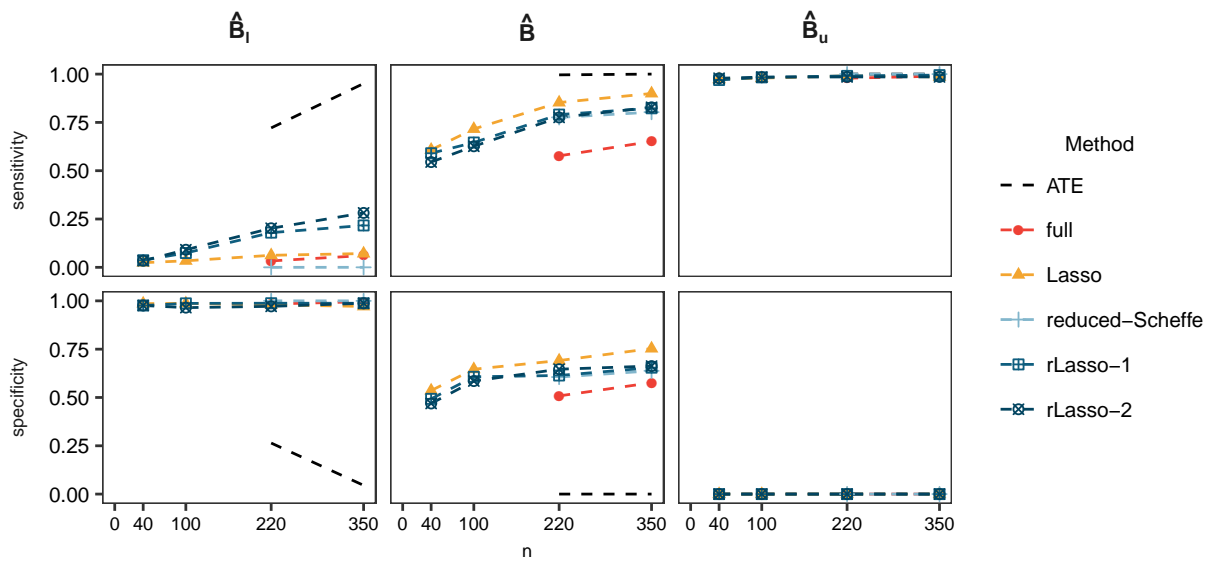 B̂ₗ B̂ B̂ᵤ
sensitivity
1.00
0.75
0.50
0.25
0.00
specificity
1.00
0.75
0.50
0.25
0.00
0 40 100 220 350 0 40 100 220 350 0 40 100 220 350
n
Method
ATE
full
Lasso
reduced−Scheffe
rLasso−1
rLasso−2